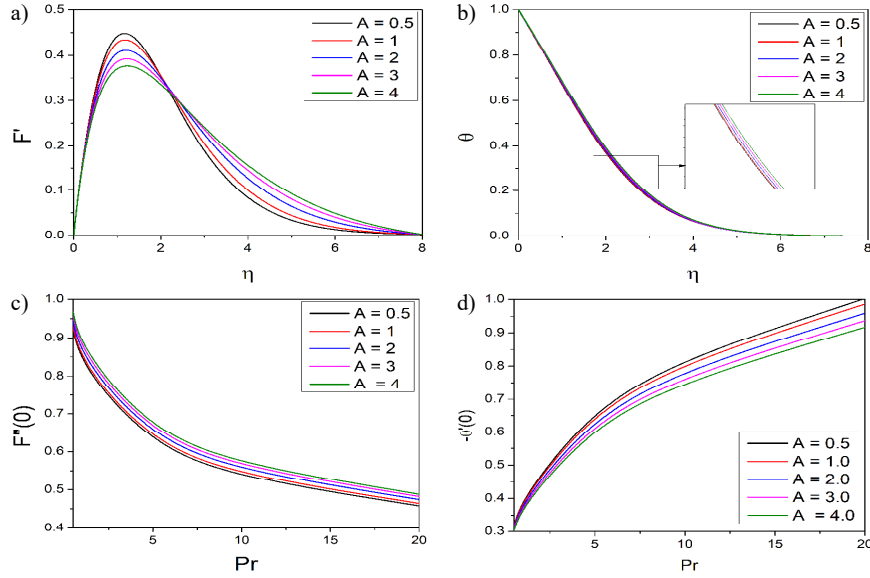 a)
0.5
0.4
0.3
0.2
0.1
0.0
F'
0 2 4 6 8
η
A = 0.5
A = 1
A = 2
A = 3
A = 4
b)
1.0
0.8
0.6
0.4
0.2
0.0
θ
0 2 4 6 8
η
A = 0.5
A = 1
A = 2
A = 3
A = 4
c)
1.0
0.9
0.8
0.7
0.6
0.5
0.4
F"(0)
5 10 15 20
Pr
A = 0.5
A = 1
A = 2
A = 3
A = 4
d)
1.0
0.9
0.8
0.7
0.6
0.5
0.4
0.3
5 10 15 20
Pr
A = 0.5
A = 1.0
A = 2.0
A = 3.0
A = 4.0